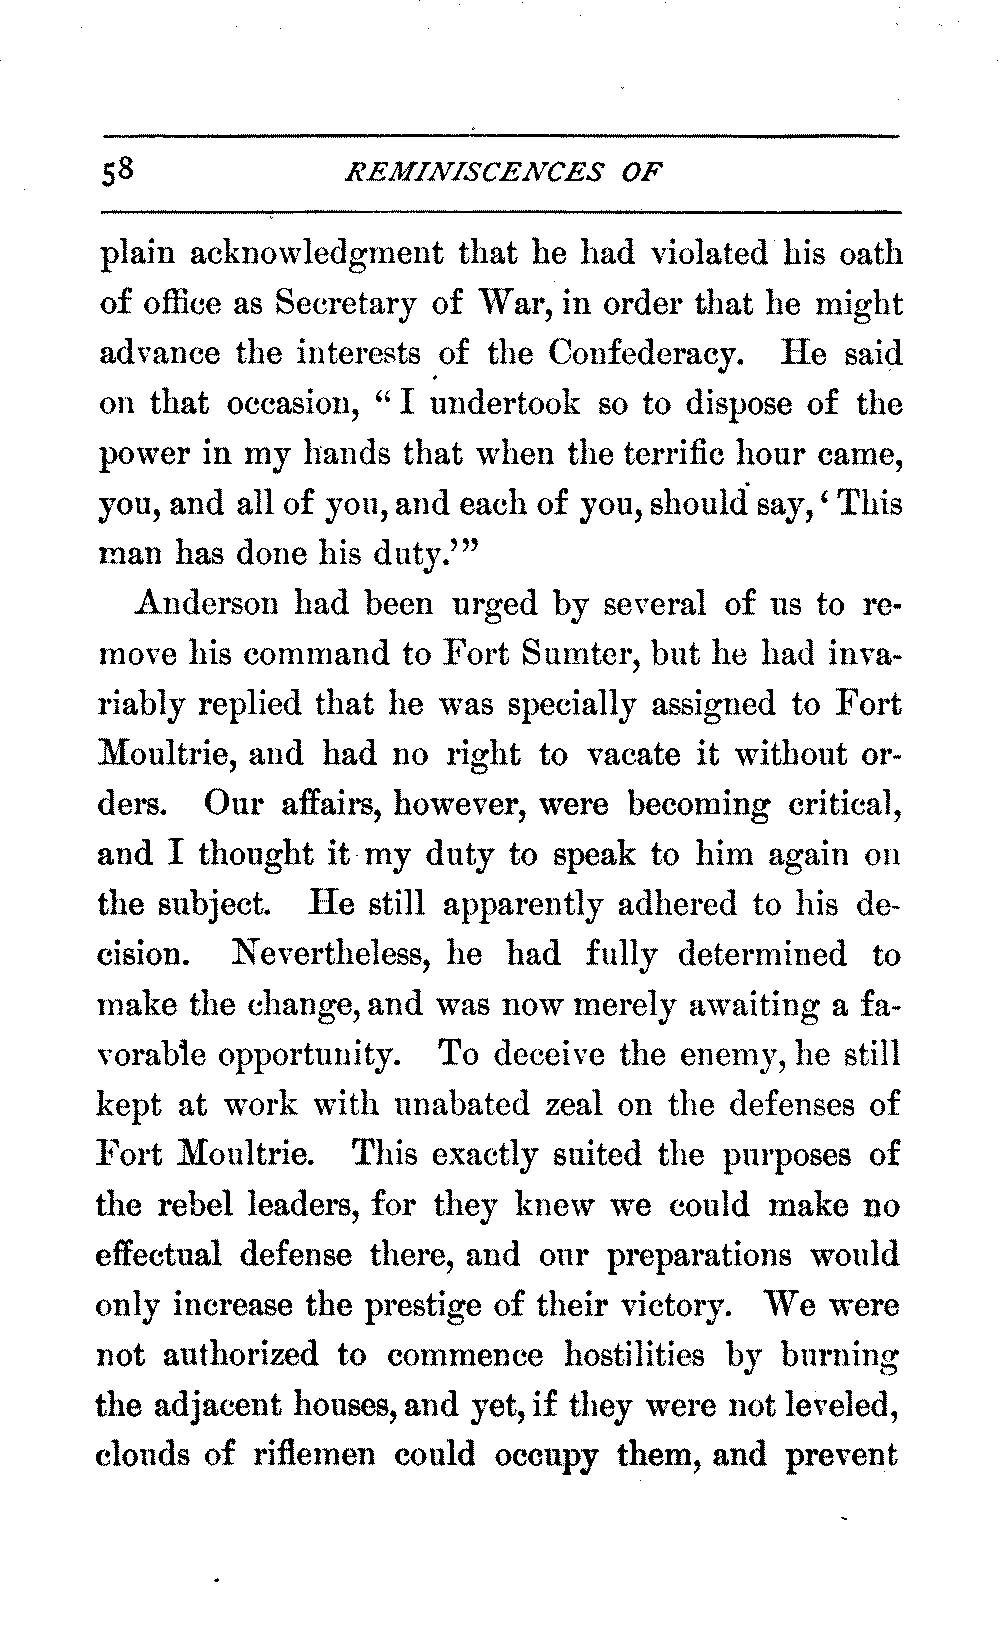 58 REMINISCENCES OF
plain acknowledgment that he had violated his oath
of office as Secretary of War, in order that he might
advance the interests of the Confederacy. He said
on that occasion, “I undertook so to dispose of the
power in my hands that when the terrific hour came,
you, and all of you, and each of you, should say, ‘This
man has done his duty.’”
Anderson had been urged by several of us to re-
move his command to Fort Sumter, but he had inva-
riably replied that he was specially assigned to Fort
Moultrie, and had no right to vacate it without or-
ders. Our affairs, however, were becoming critical,
and I thought it my duty to speak to him again on
the subject. He still apparently adhered to his de-
cision. Nevertheless, he had fully determined to
make the change, and was now merely awaiting a fa-
vorable opportunity. To deceive the enemy, he still
kept at work with unabated zeal on the defenses of
Fort Moultrie. This exactly suited the purposes of
the rebel leaders, for they knew we could make no
effectual defense there, and our preparations would
only increase the prestige of their victory. We were
not authorized to commence hostilities by burning
the adjacent houses, and yet, if they were not leveled,
clouds of riflemen could occupy them, and prevent